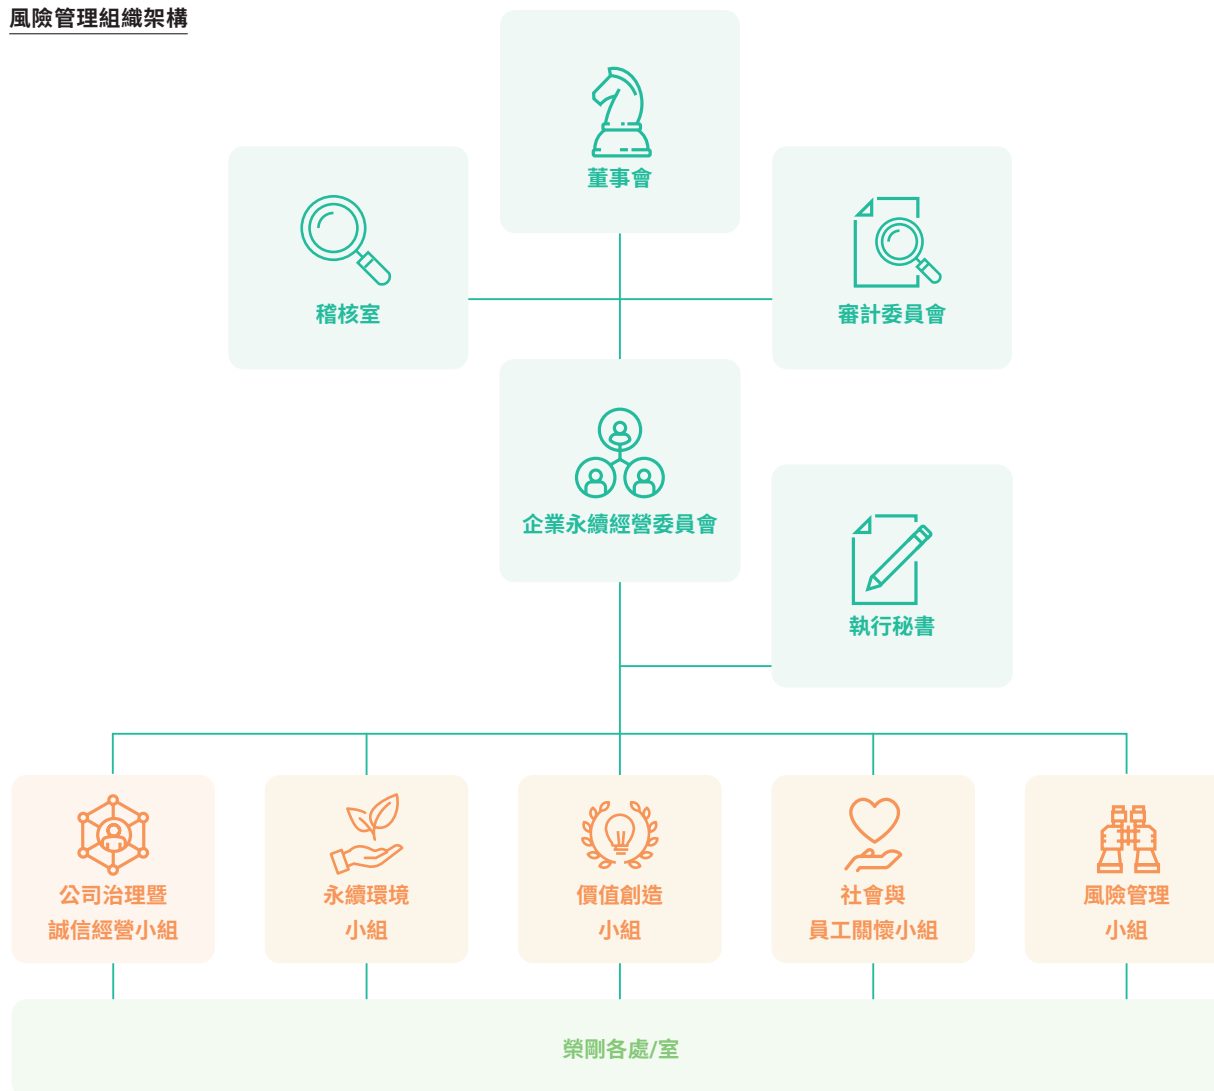 風險管理組織架構
董事會
稽核室
審計委員會
企業永續經營委員會
執行秘書
公司治理暨
誠信經營小組
永續環境
小組
價值創造
小組
社會與
員工關懷小組
風險管理
小組
榮剛各處/室